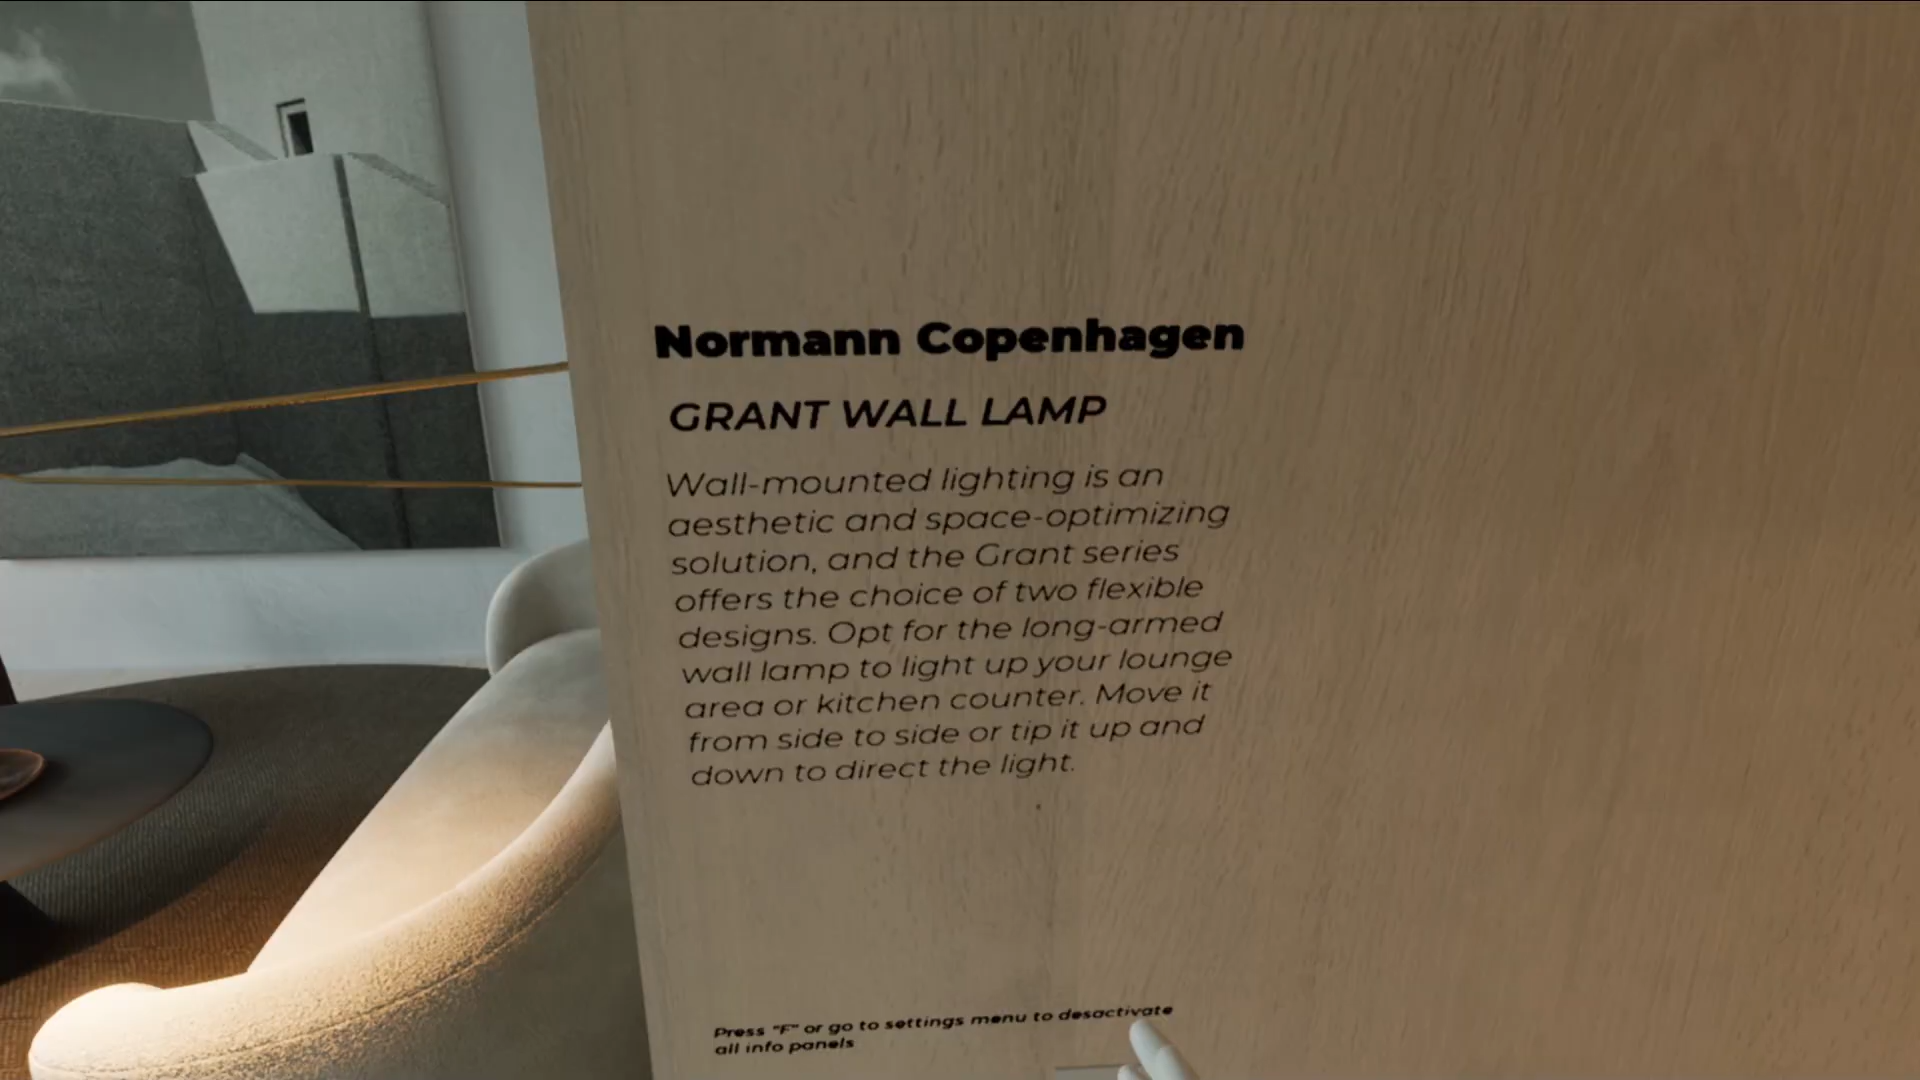 Normann Copenhagen
GRANT WALL LAMP
Wall-mounted lighting is an
aesthetic and space-optimizing
solution, and the Grant series
offers the choice of two flexible
designs. Opt for the long-armed
wall lamp to light up your lounge
area or kitchen counter. Move it
from side to side or tip it up and
down to direct the light.
Press "F" or go to settings menu to desactivate
all info panels